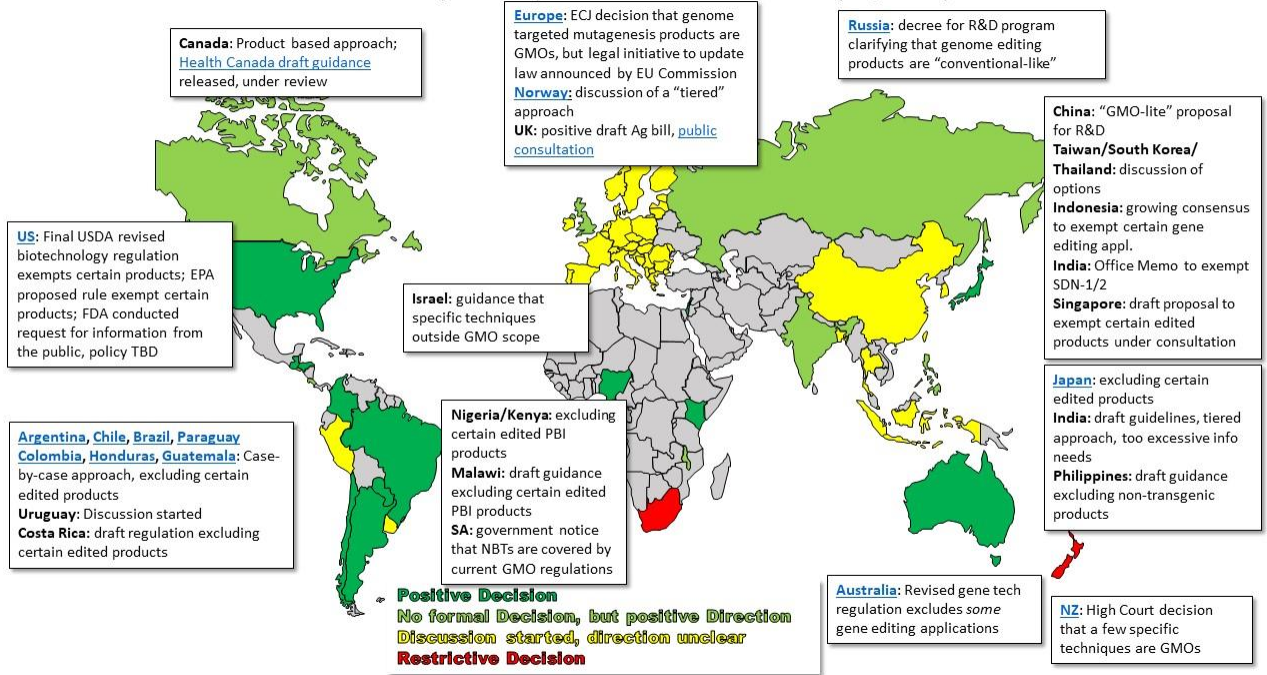 Canada: Product based approach;
Health Canada draft guidance
released, under review
Europe: ECJ decision that genome
targeted mutagenesis products are
GMOs, but legal initiative to update
law announced by EU Commission
Norway: discussion of a “tiered”
approach
UK: positive draft Ag bill, public
consultation
Russia: decree for R&D program
clarifying that genome editing
products are “conventional-like”
China: “GMO-lite” proposal
for R&D
Taiwan/South Korea/
Thailand: discussion of
options
Indonesia: growing consensus
to exempt certain gene
editing appl.
India: Office Memo to exempt
SDN-1/2
Singapore: draft proposal to
exempt certain edited
products under consultation
US: Final USDA revised
biotechnology regulation
exempts certain products; EPA
proposed rule exempt certain
products; FDA conducted
request for information from
the public, policy TBD
Israel: guidance that
specific techniques
outside GMO scope
Japan: excluding certain
edited products
India: draft guidelines, tiered
approach, too excessive info
needs
Philippines: draft guidance
excluding non-transgenic
products
Argentina, Chile, Brazil, Paraguay
Colombia, Honduras, Guatemala: Case-
by-case approach, excluding certain
edited products
Uruguay: Discussion started
Costa Rica: draft regulation excluding
certain edited products
Nigeria/Kenya: excluding
certain edited PBI
products
Malawi: draft guidance
excluding certain edited
PBI products
SA: government notice
that NBTs are covered by
current GMO regulations
Australia: Revised gene tech
regulation excludes some
gene editing applications
NZ: High Court decision
that a few specific
techniques are GMOs
Positive Decision
No formal Decision, but positive Direction
Discussion started, direction unclear
Restrictive Decision